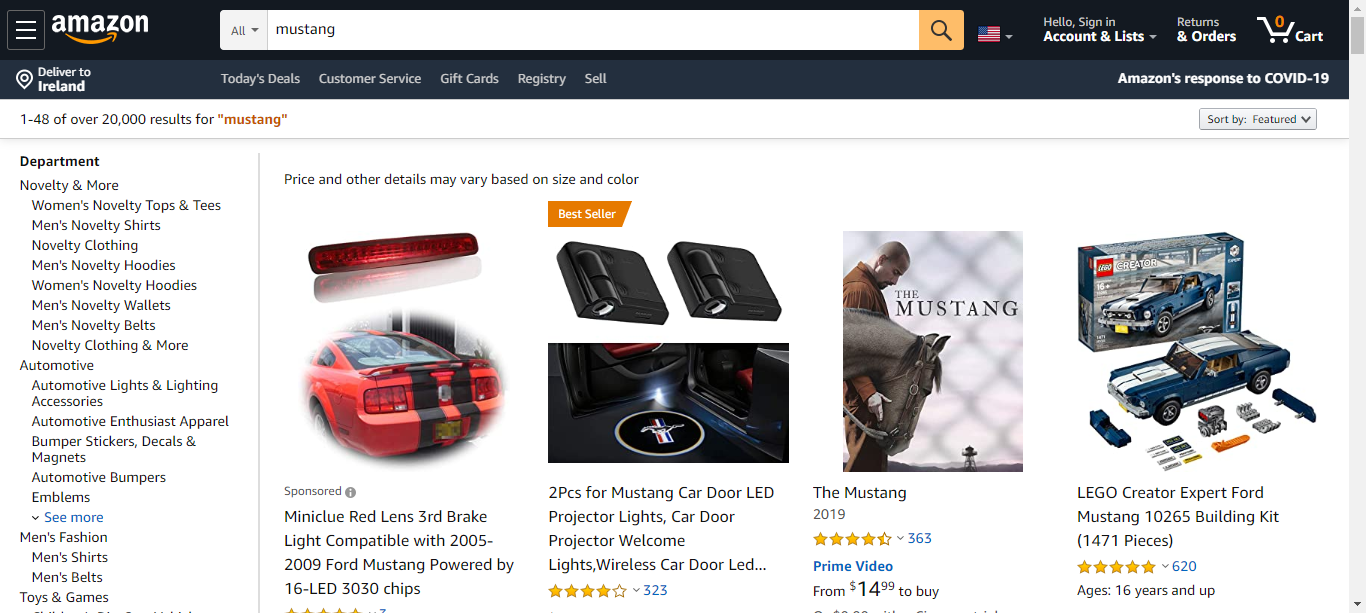 amazon
All
mustang
Hello, Sign in
Account & Lists
Returns
& Orders
0
Cart
Deliver to
Ireland
Today's Deals
Customer Service
Gift Cards
Registry
Sell
Amazon's response to COVID-19
1-48 of over 20,000 results for "mustang"
Sort by: Featured
Department
Novelty & More
Women's Novelty Tops & Tees
Men's Novelty Shirts
Novelty Clothing
Men's Novelty Hoodies
Women's Novelty Hoodies
Men's Novelty Wallets
Men's Novelty Belts
Novelty Clothing & More
Automotive
Automotive Lights & Lighting
Accessories
Automotive Enthusiast Apparel
Bumper Stickers, Decals &
Magnets
Automotive Bumpers
Emblems
See more
Men's Fashion
Men's Shirts
Men's Belts
Toys & Games
Price and other details may vary based on size and color
Sponsored
Miniclue Red Lens 3rd Brake
Light Compatible with 2005-
2009 Ford Mustang Powered by
16-LED 3030 chips
Best Seller
2Pcs for Mustang Car Door LED
Projector Lights, Car Door
Projector Welcome
Lights,Wireless Car Door Led...
323
THE
MUSTANG
The Mustang
2019
363
Prime Video
From $14.99 to buy
LEGO
CREATOR
EXPERT
16+
LEGO Creator Expert Ford
Mustang 10265 Building Kit
(1471 Pieces)
620
Ages: 16 years and up